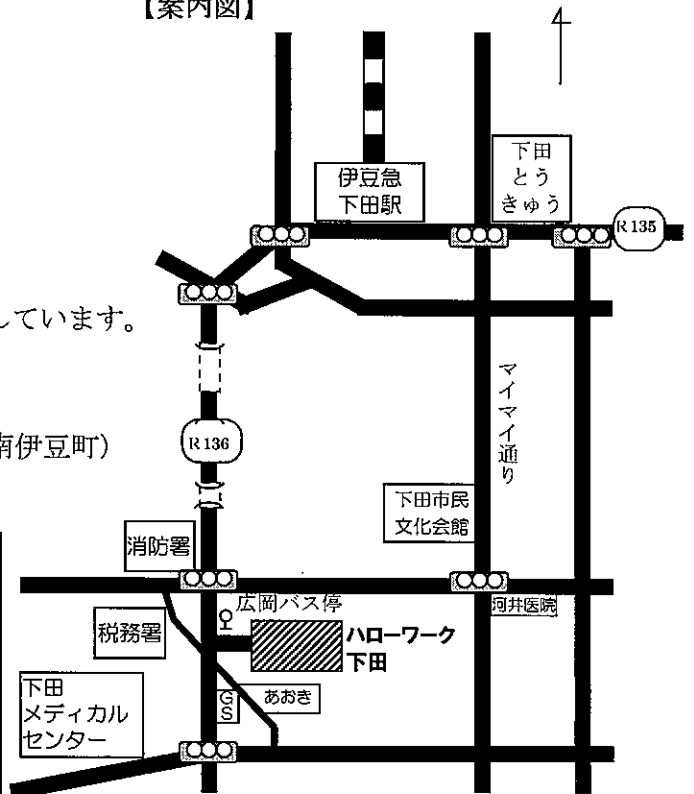 【案内図】
伊豆急
下田駅
下田
とう
きゅう
R 135
しています。
マイマイ通り
R 136
南伊豆町)
下田市民
文化会館
消防署
広岡バス停
河井医院
税務署
ハローワーク
下田
下田
メディカル
センター
GS
あおき